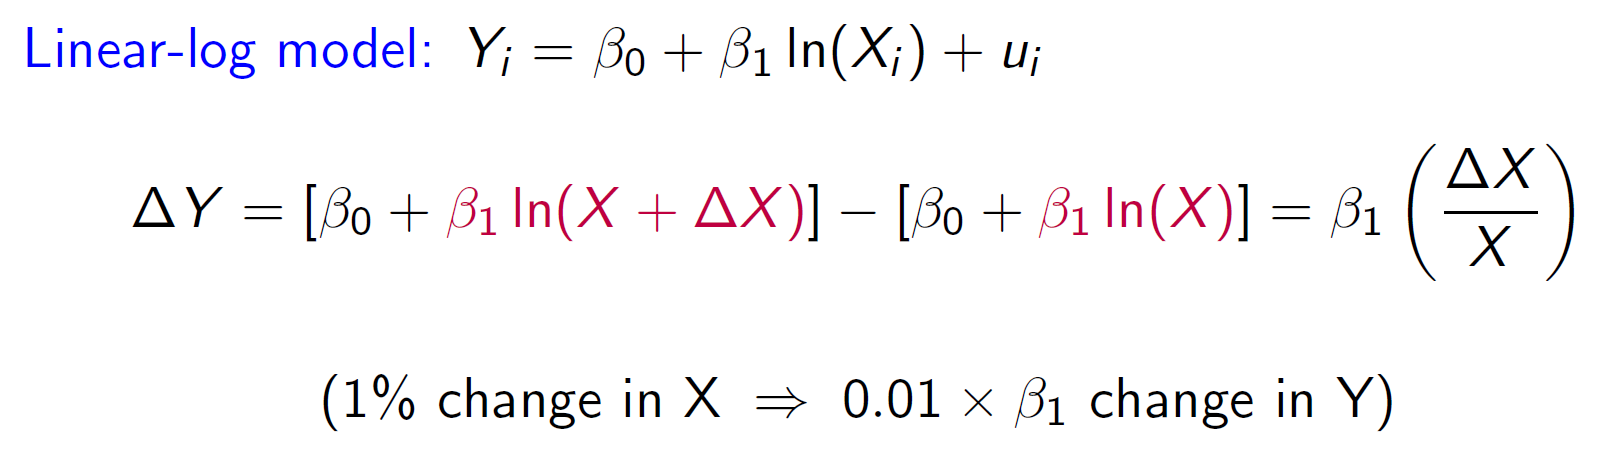 Linear-log model: Yᵢ = β₀ + β₁ ln(Xᵢ) + uᵢ
ΔY = [β₀ + β₁ ln(X + ΔX)] − [β₀ + β₁ ln(X)] = β₁ (ΔX/X)
(1% change in X ⇒ 0.01 × β₁ change in Y)